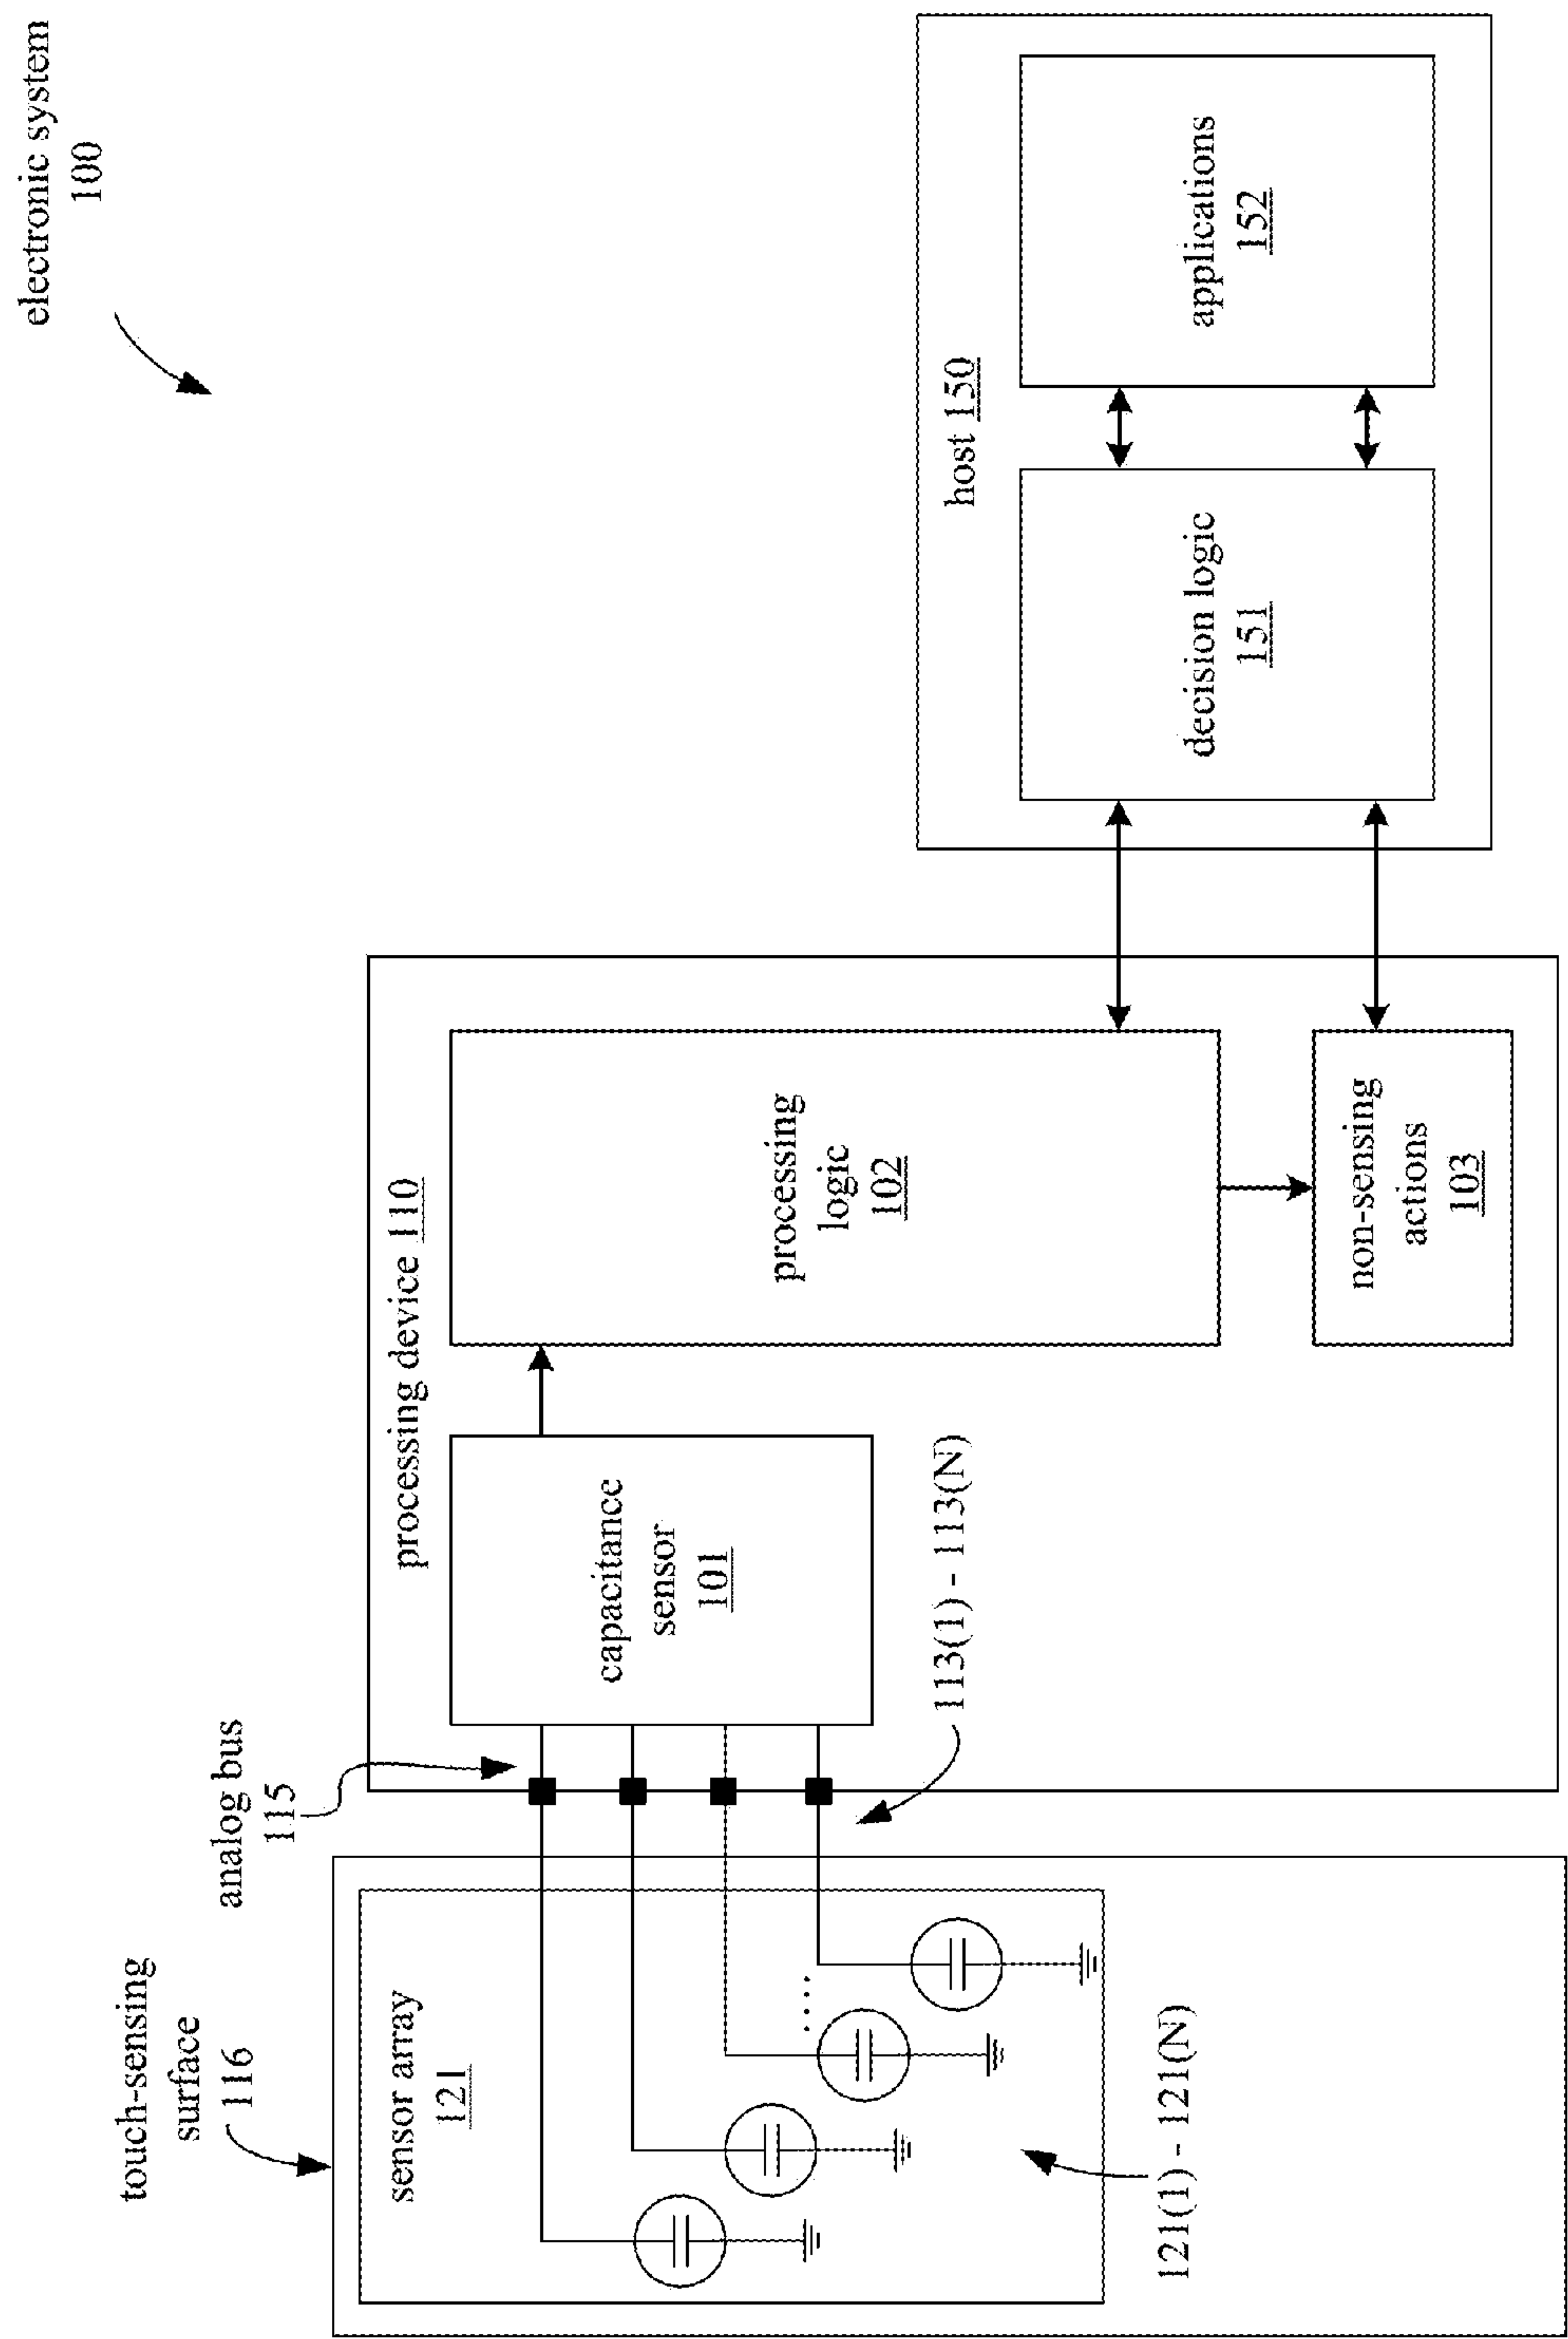 electronic system
100
touch-sensing
surface
116
analog bus
115
sensor array
121
121(1) - 121(N)
113(1) - 113(N)
processing device 110
capacitance
sensor
101
processing
logic
102
non-sensing
actions
103
host 150
decision logic
151
applications
152